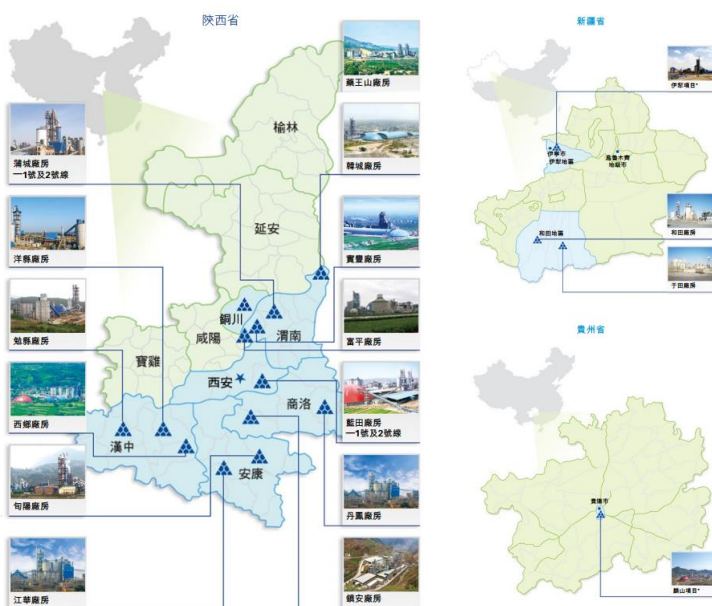 陝西省
新疆省
藥王山廠房
伊犁項目*
榆林
蒲城廠房
—1號及2號線
韓城廠房
伊寧市
伊犁地區
烏魯木齊
地級市
延安
洋縣廠房
實豐廠房
和田地區
和田廠房
銅川
渭南
咸陽
勉縣廠房
富平廠房
于田廠房
寶雞
貴州省
西安
西鄉廠房
商洛
藍田廠房
—1號及2號線
漢中
安康
旬陽廠房
丹鳳廠房
貴陽市
江華廠房
鎮安廠房
麟山項目*